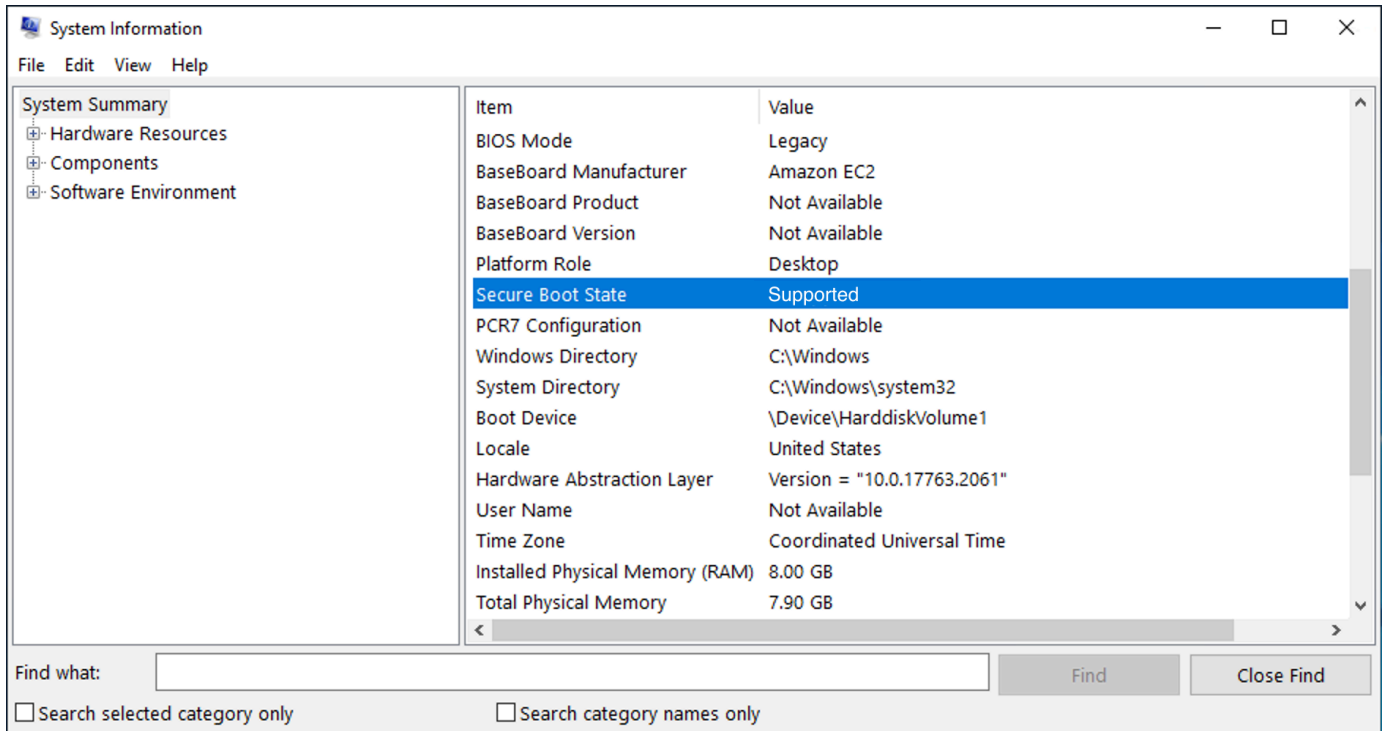 System Information
File Edit View Help
System Summary
Hardware Resources
Components
Software Environment
Item Value
BIOS Mode Legacy
BaseBoard Manufacturer Amazon EC2
BaseBoard Product Not Available
BaseBoard Version Not Available
Platform Role Desktop
Secure Boot State Supported
PCR7 Configuration Not Available
Windows Directory C:\Windows
System Directory C:\Windows\system32
Boot Device \Device\HarddiskVolume1
Locale United States
Hardware Abstraction Layer Version = "10.0.17763.2061"
User Name Not Available
Time Zone Coordinated Universal Time
Installed Physical Memory (RAM) 8.00 GB
Total Physical Memory 7.90 GB
Find what: Find Close Find
Search selected category only Search category names only